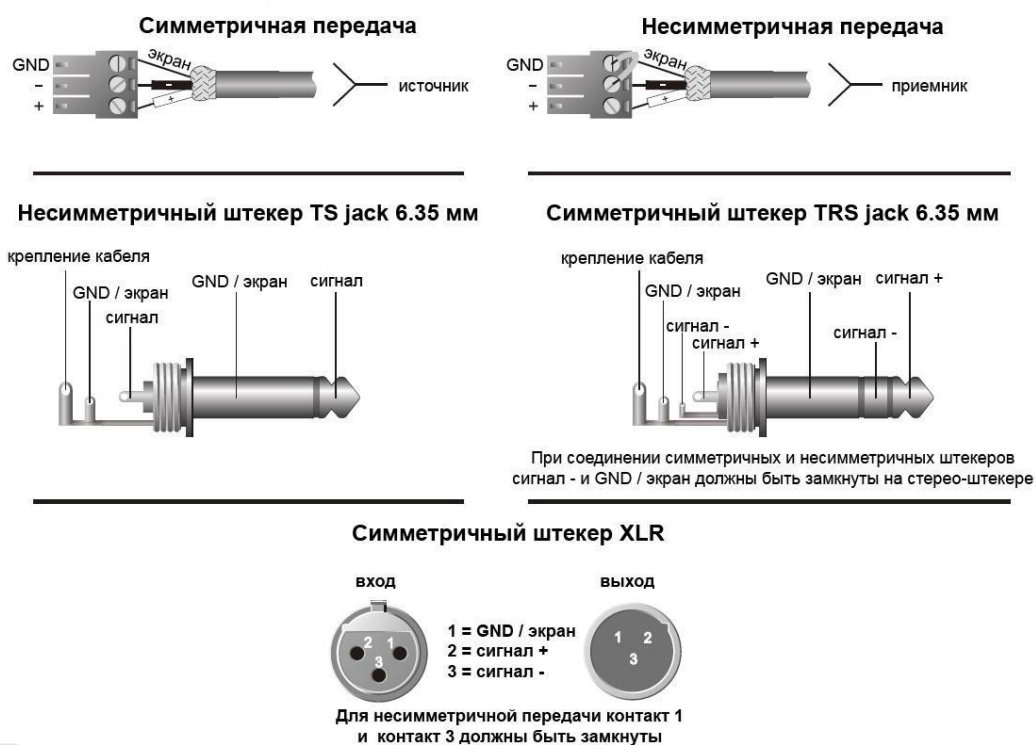 Симметричная передача
GND
-
+
экран
-
+
источник
Несимметричная передача
GND
-
+
экран
-
+
приемник
Несимметричный штекер TS jack 6.35 мм
крепление кабеля
GND / экран
сигнал
GND / экран
сигнал
Симметричный штекер TRS jack 6.35 мм
крепление кабеля
GND / экран
сигнал -
сигнал +
GND / экран
сигнал +
сигнал -
При соединении симметричных и несимметричных штекеров
сигнал - и GND / экран должны быть замкнуты на стерео-штекере
Симметричный штекер XLR
вход
2 1
3
1 = GND / экран
2 = сигнал +
3 = сигнал -
выход
1 2
3
Для несимметричной передачи контакт 1
и контакт 3 должны быть замкнуты